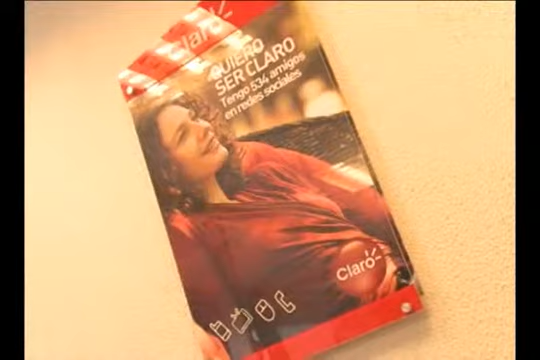 Claro
QUIERO
SER CLARO
Tengo 534 amigos
en redes sociales
Claro